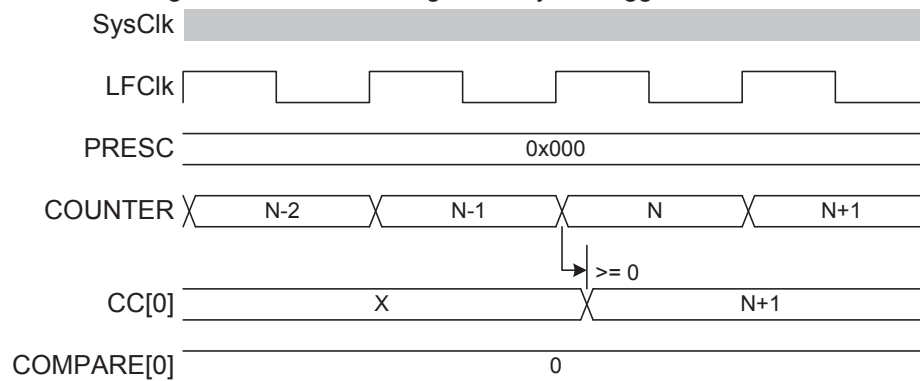 SysClk
LFClk
PRESC 0x000
COUNTER N-2 N-1 N N+1
>= 0
CC[0] X N+1
COMPARE[0] 0